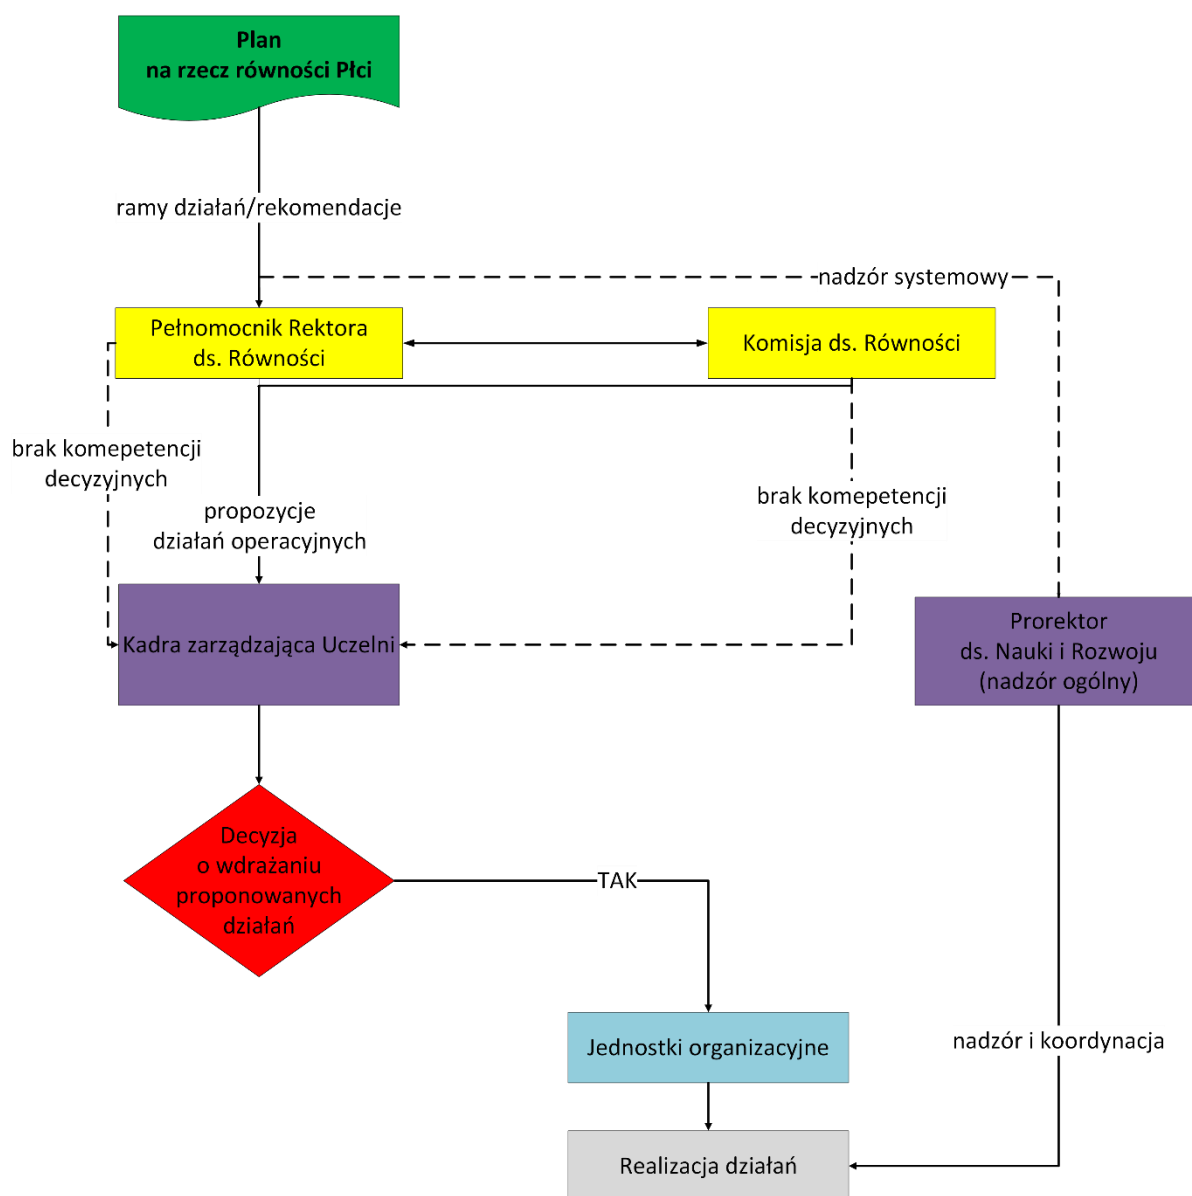 Plan
na rzecz równości Płci
ramy działań/rekomendacje
nadzór systemowy
Pełnomocnik Rektora
ds. Równości
Komisja ds. Równości
brak komepetencji
decyzyjnych
propozycje
działań operacyjnych
brak komepetencji
decyzyjnych
Kadra zarządzająca Uczelni
Prorektor
ds. Nauki i Rozwoju
(nadzór ogólny)
Decyzja
o wdrażaniu
proponowanych
działań
TAK
Jednostki organizacyjne
nadzór i koordynacja
Realizacja działań